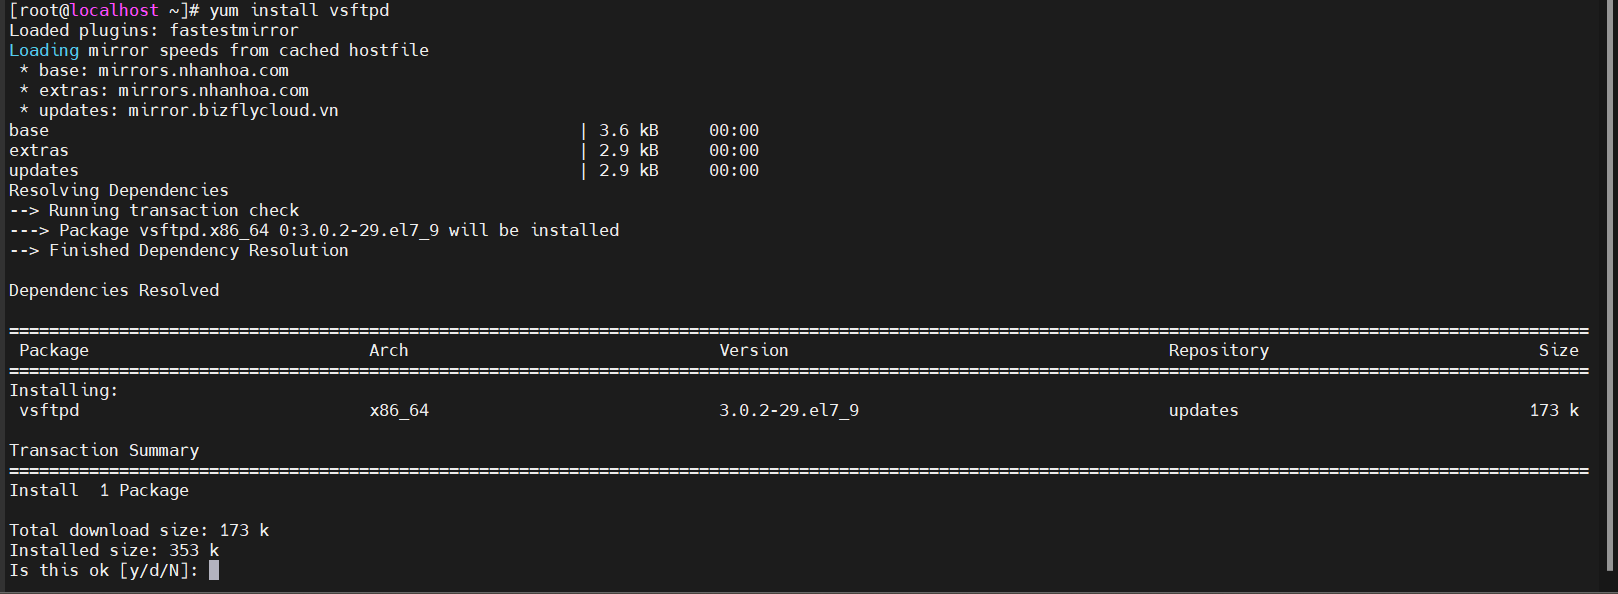 [root@localhost ~]# yum install vsftpd
Loaded plugins: fastestmirror
Loading mirror speeds from cached hostfile
 * base: mirrors.nhanhoa.com
 * extras: mirrors.nhanhoa.com
 * updates: mirror.bizflycloud.vn
base | 3.6 kB 00:00
extras | 2.9 kB 00:00
updates | 2.9 kB 00:00
Resolving Dependencies
--> Running transaction check
---> Package vsftpd.x86_64 0:3.0.2-29.el7_9 will be installed
--> Finished Dependency Resolution
Dependencies Resolved
================================================================================
Package Arch Version Repository Size
================================================================================
Installing:
vsftpd x86_64 3.0.2-29.el7_9 updates 173 k
Transaction Summary
================================================================================
Install  1 Package
Total download size: 173 k
Installed size: 353 k
Is this ok [y/d/N]: